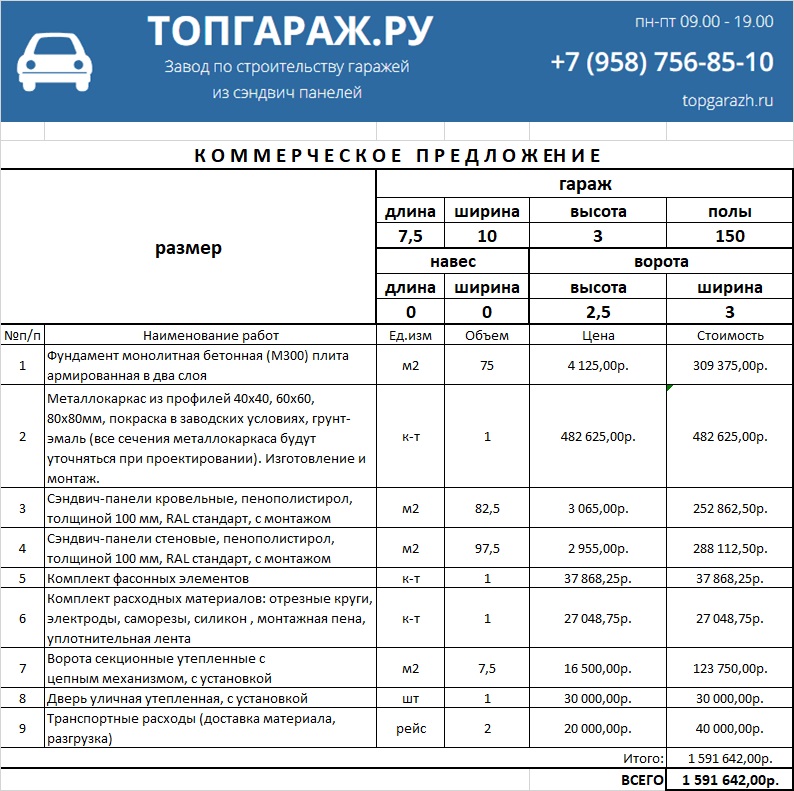 ТОПГАРАЖ.РУ
Завод по строительству гаражей
из сэндвич панелей
пн-пт 09.00 - 19.00
+7 (958) 756-85-10
topgarazh.ru
КОММЕРЧЕСКОЕ ПРЕДЛОЖЕНИЕ
размер
гараж
длина ширина высота полы
7,5 10 3 150
навес ворота
длина ширина высота ширина
0 0 2,5 3
№п/п Наименование работ Ед.изм Объем Цена Стоимость
1 Фундамент монолитная бетонная (М300) плита
армированная в два слоя м2 75 4 125,00р. 309 375,00р.
2 Металлокаркас из профилей 40х40, 60х60,
80х80мм, покраска в заводских условиях, грунт-
эмаль (все сечения металлокаркаса будут
уточняться при проектировании). Изготовление и
монтаж. к-т 1 482 625,00р. 482 625,00р.
3 Сэндвич-панели кровельные, пенополистирол,
толщиной 100 мм, RAL стандарт, с монтажом м2 82,5 3 065,00р. 252 862,50р.
4 Сэндвич-панели стеновые, пенополистирол,
толщиной 100 мм, RAL стандарт, с монтажом м2 97,5 2 955,00р. 288 112,50р.
5 Комплект фасонных элементов к-т 1 37 868,25р. 37 868,25р.
6 Комплект расходных материалов: отрезные круги,
электроды, саморезы, силикон , монтажная пена,
уплотнительная лента к-т 1 27 048,75р. 27 048,75р.
7 Ворота секционные утепленные с
цепным механизмом, с установкой м2 7,5 16 500,00р. 123 750,00р.
8 Дверь уличная утепленная, с установкой шт 1 30 000,00р. 30 000,00р.
9 Транспортные расходы (доставка материала,
разгрузка) рейс 2 20 000,00р. 40 000,00р.
Итого: 1 591 642,00р.
ВСЕГО 1 591 642,00р.